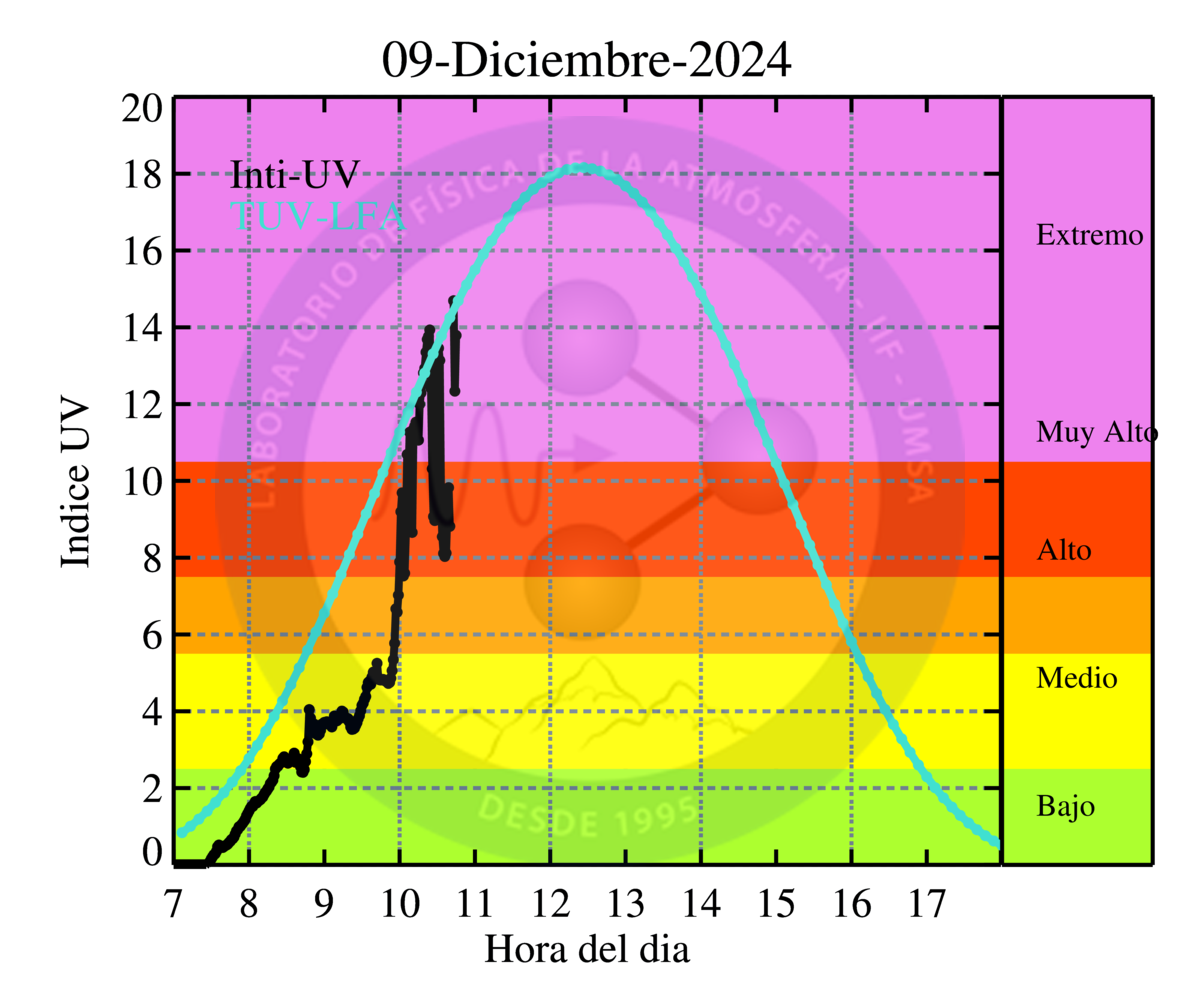 09-Diciembre-2024
20
18
16
14
12
10
8
6
4
2
0
Indice UV
Inti-UV
TUV-LFA
LABORATORIO DE FÍSICA DE LA ATMÓSFERA - IIF - UMSA
DESDE 1995
Extremo
Muy Alto
Alto
Medio
Bajo
7 8 9 10 11 12 13 14 15 16 17
Hora del dia